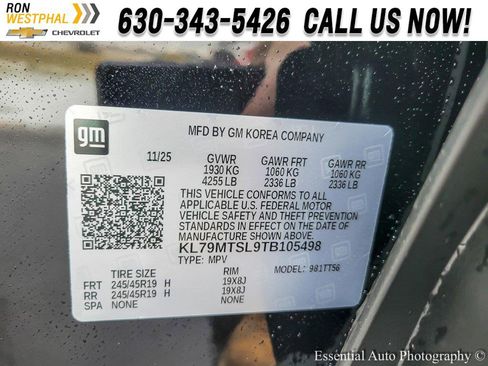 RON
WESTPHAL
CHEVROLET
630-343-5426 CALL US NOW!
gm
MFD BY GM KOREA COMPANY
11/25 GVWR GAWR FRT GAWR RR
1930 KG 1060 KG 1060 KG
4255 LB 2336 LB 2336 LB
THIS VEHICLE CONFORMS TO ALL
APPLICABLE U.S. FEDERAL MOTOR
VEHICLE SAFETY AND THEFT PREVENTION
STANDARDS IN EFFECT ON THE DATE OF
MANUFACTURE SHOWN ABOVE.
KL79MTSL9TB105498
TYPE: MPV MODEL: 981TT56
TIRE SIZE RIM
FRT 245/45R19 H 19X8J
RR 245/45R19 H 19X8J
SPA NONE NONE
Essential Auto Photography (c)